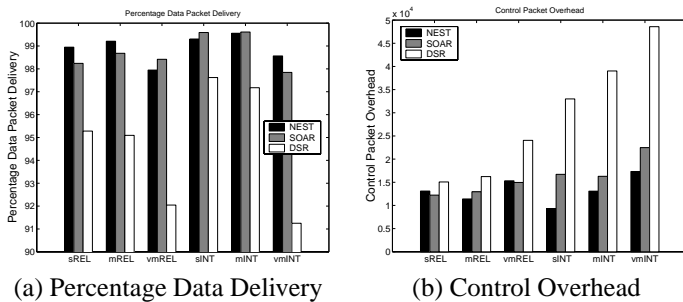 Percentage Data Packet Delivery
Percentage Data Packet Delivery
100
99
98
97
96
95
94
93
92
91
90
NEST
SOAR
DSR
sREL mREL vmREL sINT mINT vmINT
(a) Percentage Data Delivery
Control Packet Overhead
x 10^4
Control Packet Overhead
5
4.5
4
3.5
3
2.5
2
1.5
1
0.5
0
NEST
SOAR
DSR
sREL mREL vmREL sINT mINT vmINT
(b) Control Overhead